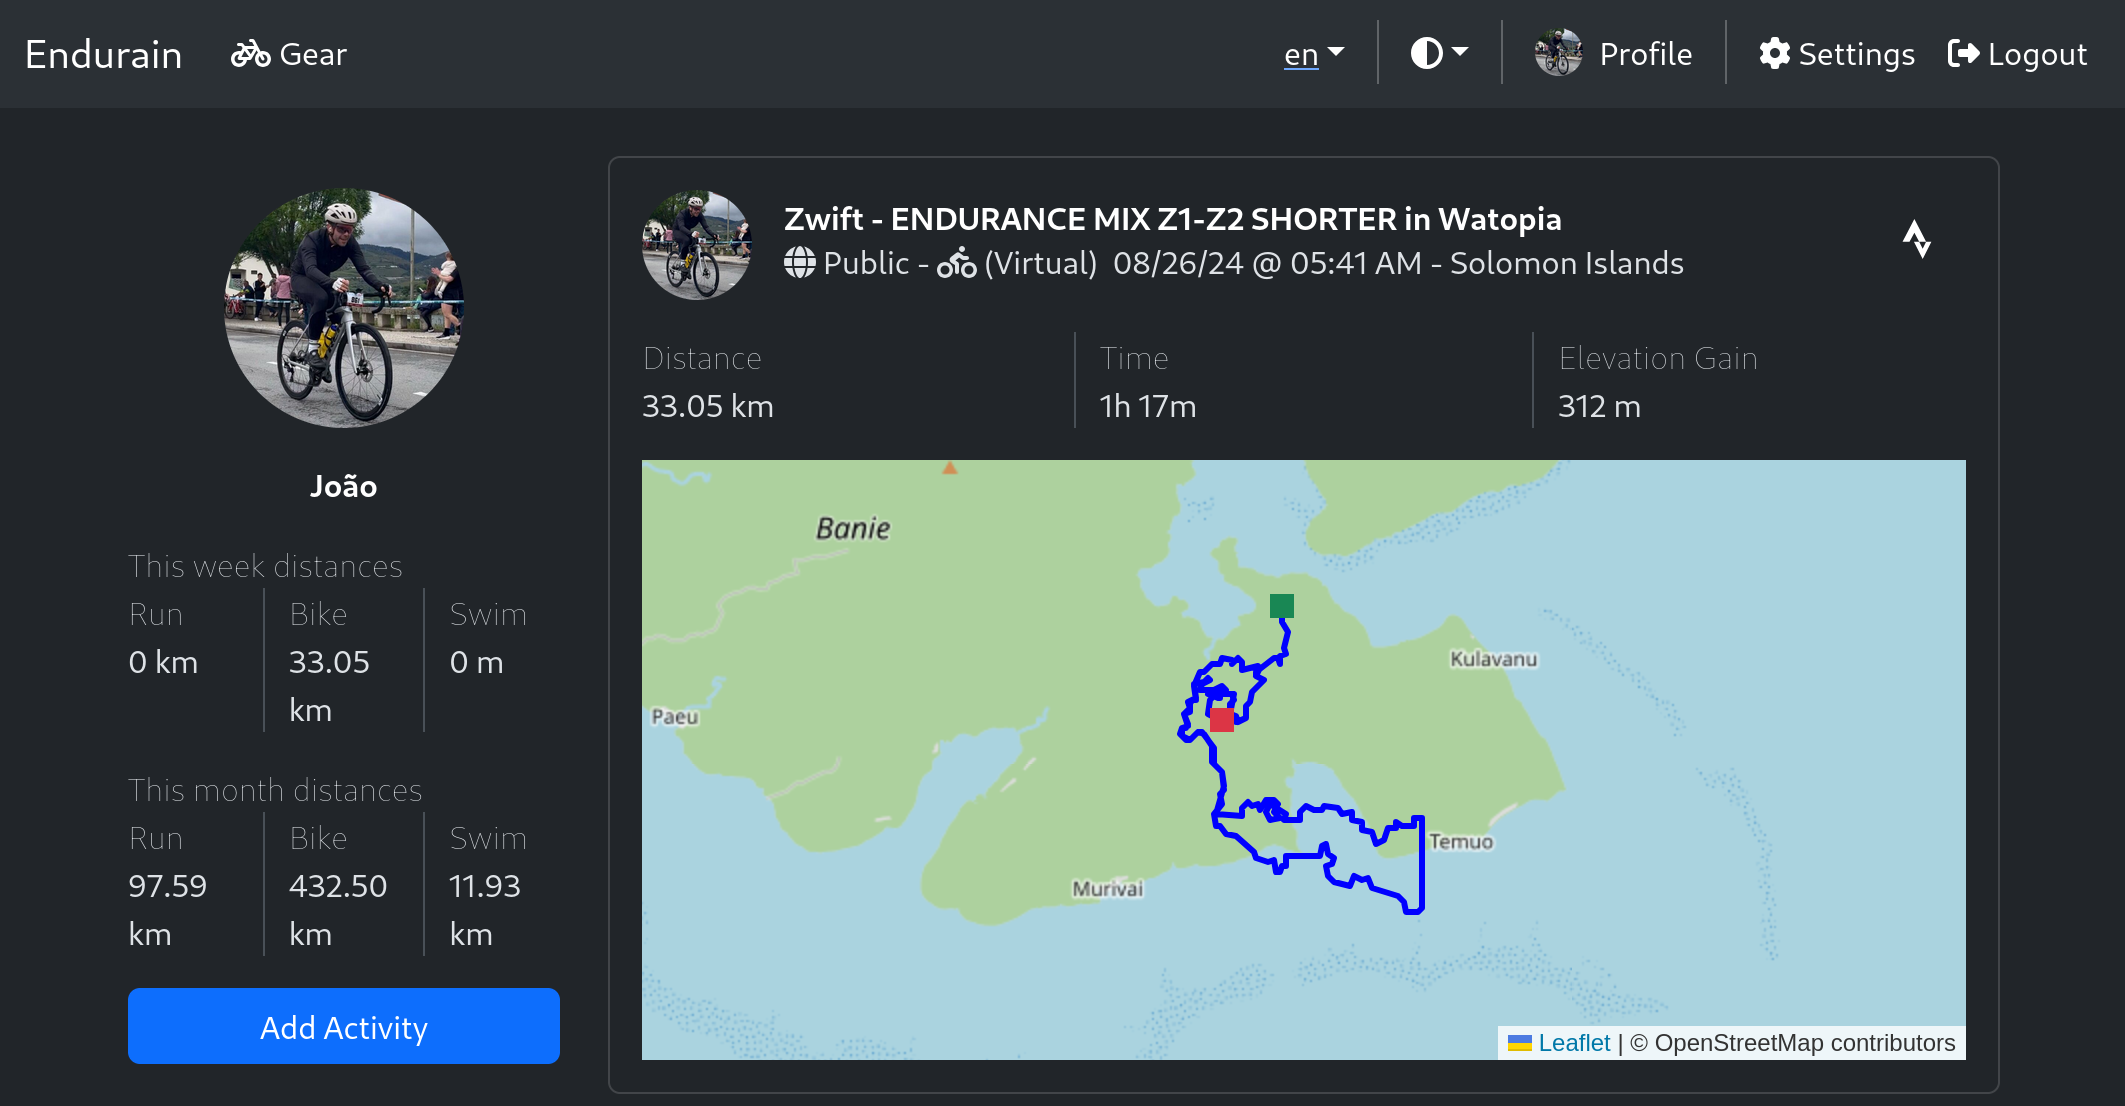 Endurain
Gear
en
Profile
Settings
Logout
João
This week distances
Run
0 km
Bike
33.05
km
Swim
0 m
This month distances
Run
97.59
km
Bike
432.50
km
Swim
11.93
km
Add Activity
Zwift - ENDURANCE MIX Z1-Z2 SHORTER in Watopia
Public - (Virtual) 08/26/24 @ 05:41 AM - Solomon Islands
Distance
33.05 km
Time
1h 17m
Elevation Gain
312 m
Banie
Kulavanu
Paeu
Temuo
Murivai
Leaflet | © OpenStreetMap contributors